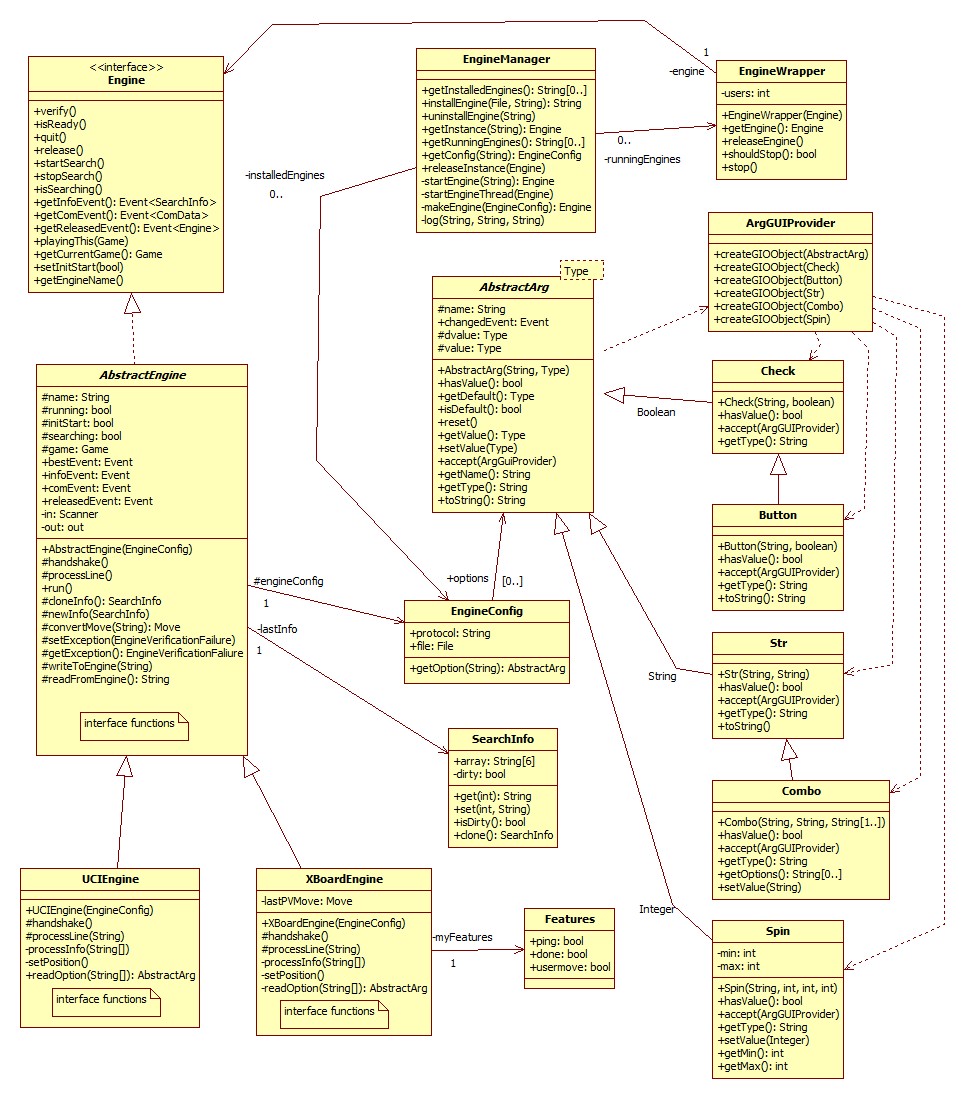 <<interface>>
Engine
+verify()
+isReady()
+quit()
+release()
+startSearch()
+stopSearch()
+isSearching()
+getInfoEvent(): Event<SearchInfo>
+getComEvent(): Event<ComData>
+getReleasedEvent(): Event<Engine>
+playingThis(Game)
+getCurrentGame(): Game
+setInitStart(bool)
+getEngineName()
EngineManager
+getInstalledEngines(): String[0..]
+installEngine(File, String): String
+uninstallEngine(String)
+getInstance(String): Engine
+getRunningEngines(): String[0..]
+getConfig(String): EngineConfig
+releaseInstance(Engine)
-startEngine(String): Engine
-startEngineThread(Engine)
-makeEngine(EngineConfig): Engine
-log(String, String, String)
1
-engine
EngineWrapper
-users: int
+EngineWrapper(Engine)
+getEngine(): Engine
+releaseEngine()
+shouldStop(): bool
+stop()
0..
-runningEngines
-installedEngines
0..
ArgGUIProvider
+createGIOObject(AbstractArg)
+createGIOObject(Check)
+createGIOObject(Button)
+createGIOObject(Str)
+createGIOObject(Combo)
+createGIOObject(Spin)
Type
AbstractArg
#name: String
+changedEvent: Event
#dvalue: Type
#value: Type
+AbstractArg(String, Type)
+hasValue(): bool
+getDefault(): Type
+isDefault(): bool
+reset()
+getValue(): Type
+setValue(Type)
+accept(ArgGuiProvider)
+getName(): String
+getType(): String
+toString(): String
AbstractEngine
#name: String
#running: bool
#initStart: bool
#searching: bool
#game: Game
+bestEvent: Event
+infoEvent: Event
+comEvent: Event
+releasedEvent: Event
-in: Scanner
-out: out
+AbstractEngine(EngineConfig)
#handshake()
#processLine()
+run()
#cloneInfo(): SearchInfo
#newInfo(SearchInfo)
#convertMove(String): Move
#setException(EngineVerificationFailure)
#getException(): EngineVerificationFaliure
#writeToEngine(String)
#readFromEngine(): String
interface functions
Boolean
Check
+Check(String, boolean)
+hasValue(): bool
+accept(ArgGUIProvider)
+getType(): String
Button
+Button(String, boolean)
+hasValue(): bool
+accept(ArgGUIProvider)
+getType(): String
+toString(): String
#engineConfig
1
+options
[0..]
EngineConfig
+protocol: String
+file: File
+getOption(String): AbstractArg
-lastInfo
1
String
Str
+Str(String, String)
+hasValue(): bool
+accept(ArgGUIProvider)
+getType(): String
+toString()
SearchInfo
+array: String[6]
-dirty: bool
+get(int): String
+set(int, String)
+isDirty(): bool
+clone(): SearchInfo
Combo
+Combo(String, String, String[1..])
+hasValue(): bool
+accept(ArgGUIProvider)
+getType(): String
+getOptions(): String[0..]
+setValue(String)
UCIEngine
+UCIEngine(EngineConfig)
#handshake()
#processLine(String)
-processInfo(String[])
-setPosition()
+readOption(String[]): AbstractArg
interface functions
XBoardEngine
-lastPVMove: Move
+XBoardEngine(EngineConfig)
#handshake()
#processLine(String)
-processInfo(String[])
-setPosition()
-readOption(String[]): AbstractArg
interface functions
-myFeatures
1
Features
+ping: bool
+done: bool
+usermove: bool
Integer
Spin
-min: int
-max: int
+Spin(String, int, int, int)
+hasValue(): bool
+accept(ArgGUIProvider)
+getType(): String
+setValue(Integer)
+getMin(): int
+getMax(): int